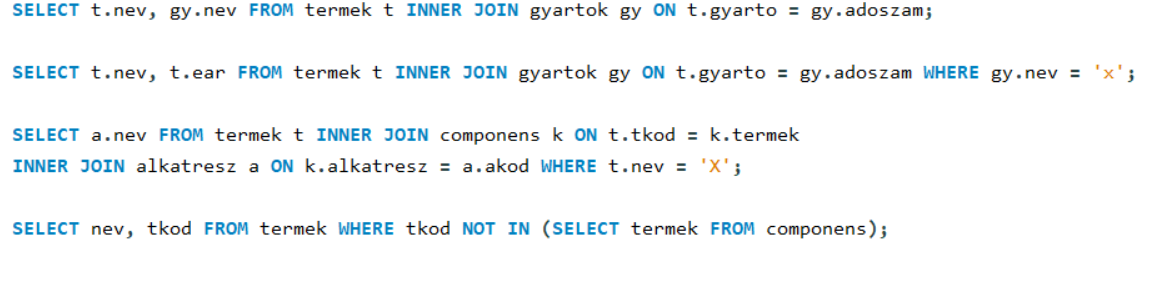 SELECT t.nev, gy.nev FROM termek t INNER JOIN gyartok gy ON t.gyarto = gy.adoszam;
SELECT t.nev, t.ear FROM termek t INNER JOIN gyartok gy ON t.gyarto = gy.adoszam WHERE gy.nev = 'x';
SELECT a.nev FROM termek t INNER JOIN componens k ON t.tkod = k.termek
INNER JOIN alkatresz a ON k.alkatresz = a.akod WHERE t.nev = 'X';
SELECT nev, tkod FROM termek WHERE tkod NOT IN (SELECT termek FROM componens);